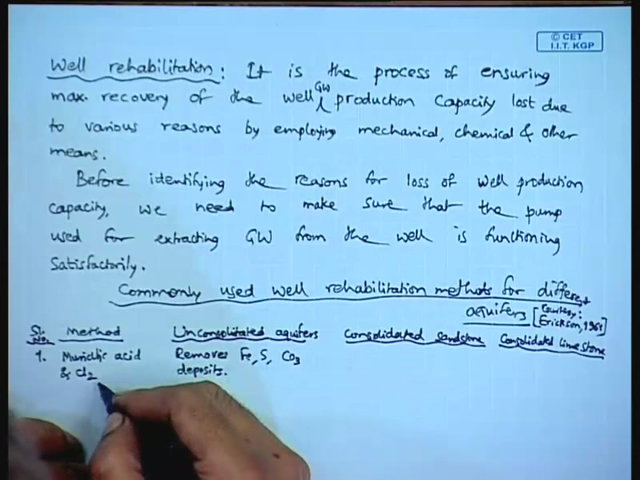 © CET
I.I.T. KGP
Well rehabilitation: It is the process of ensuring
max. recovery of the well GW production capacity lost due
to various reasons by employing mechanical, chemical & other
means.
Before identifying the reasons for loss of well production
capacity, we need to make sure that the pump
used for extracting GW from the well is functioning
satisfactorily.
Commonly used well rehabilitation methods for different
aquifers [Courtesy: Erickson, 1961
Sl. No. Method Unconsolidated aquifers Consolidated sandstone Consolidated limestone
1. Muriatic acid Removes Fe, S, CO3
& Cl2 deposits.